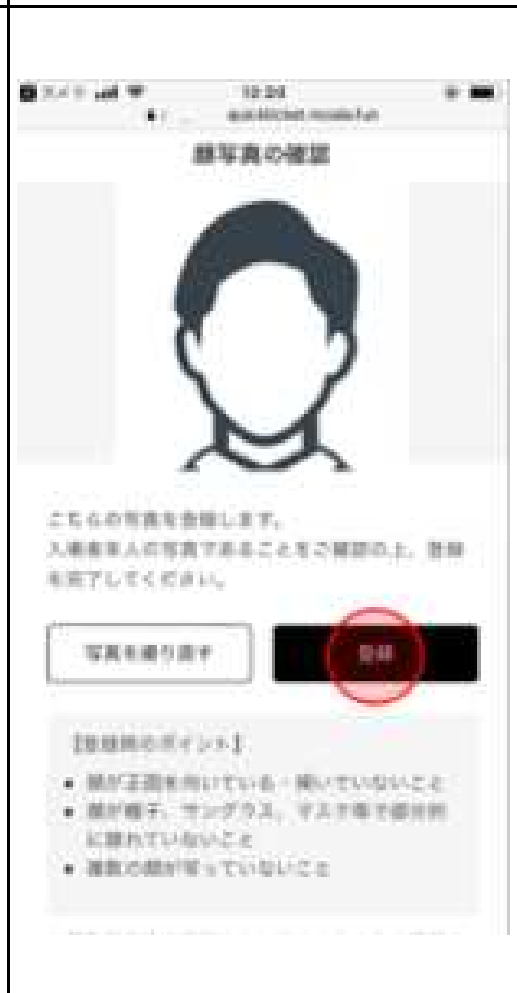 カメラ
12:24
顔写真の確認
こちらの写真を登録します。
入場者本人の写真であることをご確認の上、登録
を完了してください。
写真を撮り直す
登録
【登録時のポイント】
顔が正面を向いている・傾いていないこと
顔が帽子、サングラス、マスク等で部分的
に隠れていないこと
複数の顔が写っていないこと